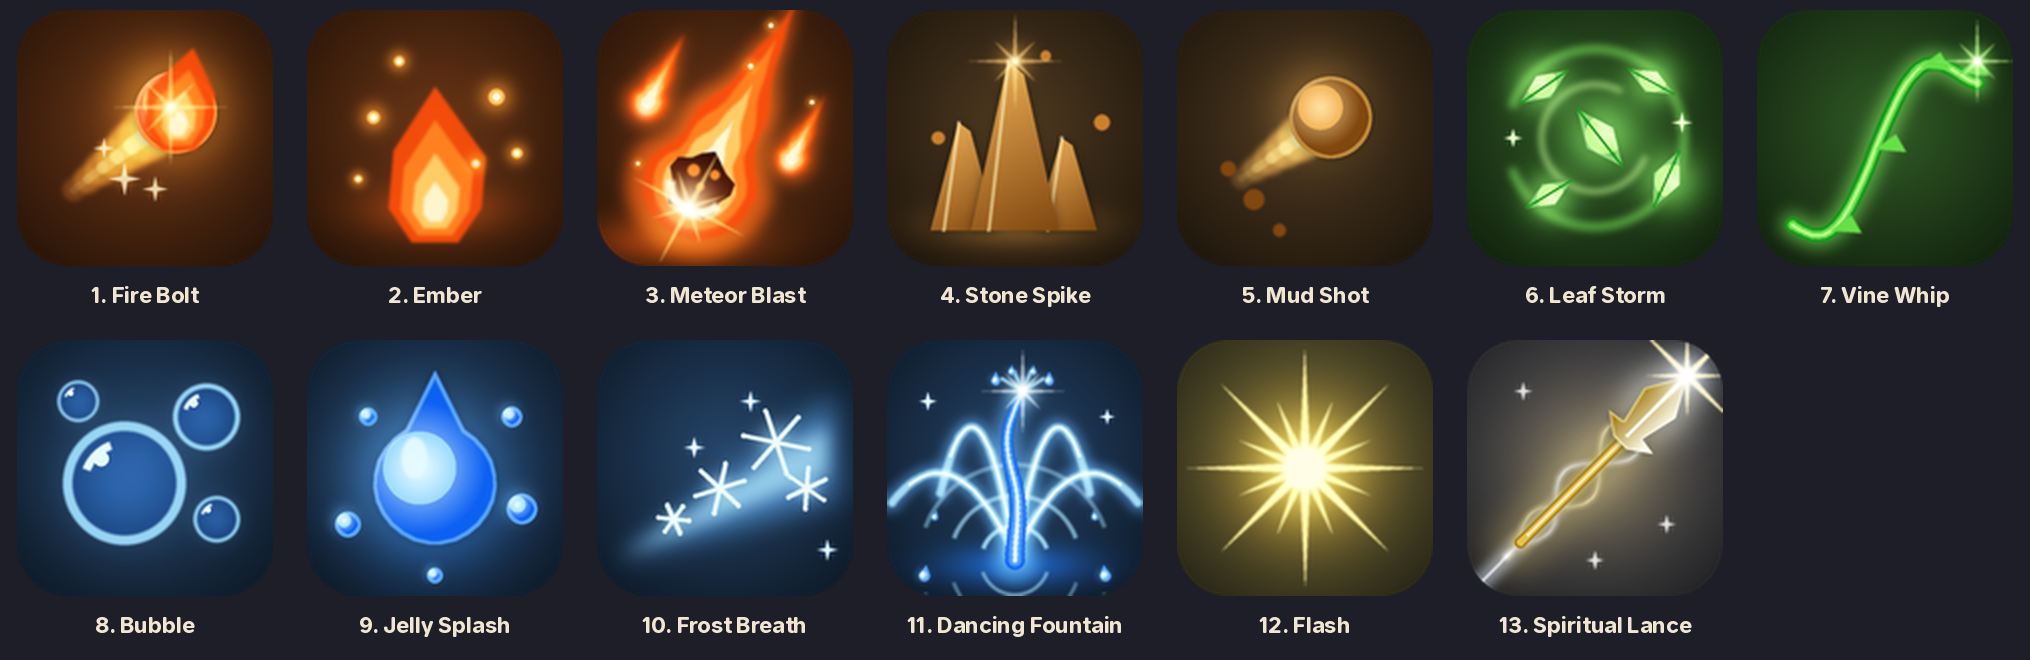 1. Fire Bolt
2. Ember
3. Meteor Blast
4. Stone Spike
5. Mud Shot
6. Leaf Storm
7. Vine Whip
8. Bubble
9. Jelly Splash
10. Frost Breath
11. Dancing Fountain
12. Flash
13. Spiritual Lance